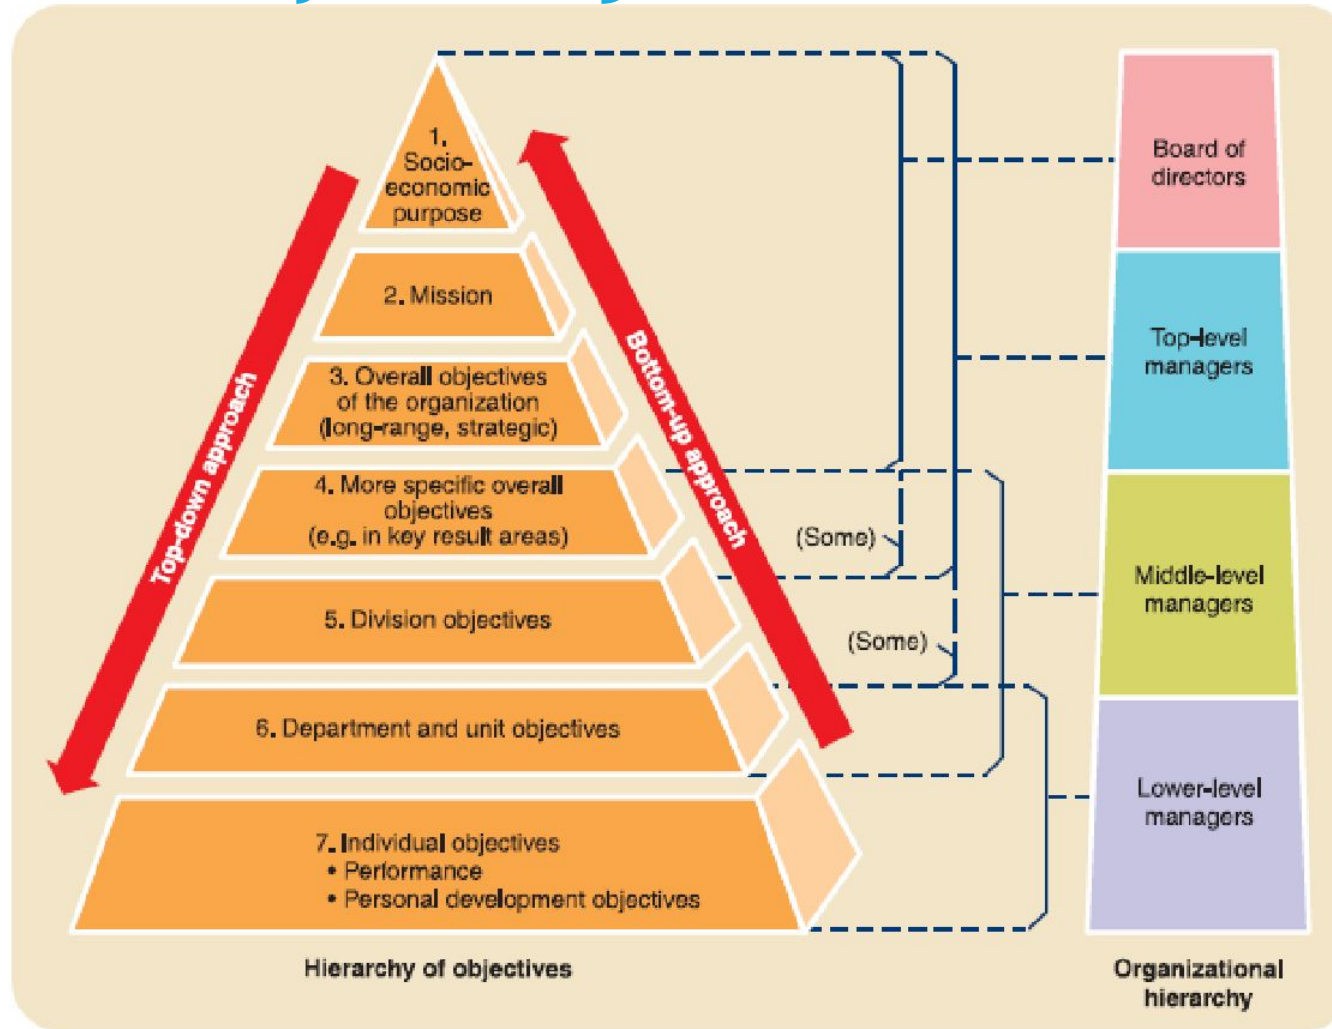 1.
Socio-
economic
purpose
2. Mission
3. Overall objectives
of the organization
(long-range, strategic)
4. More specific overall
objectives
(e.g. in key result areas)
5. Division objectives
6. Department and unit objectives
7. Individual objectives
• Performance
• Personal development objectives
Top-down approach
Bottom-up approach
(Some)
(Some)
Board of
directors
Top-level
managers
Middle-level
managers
Lower-level
managers
Hierarchy of objectives
Organizational
hierarchy